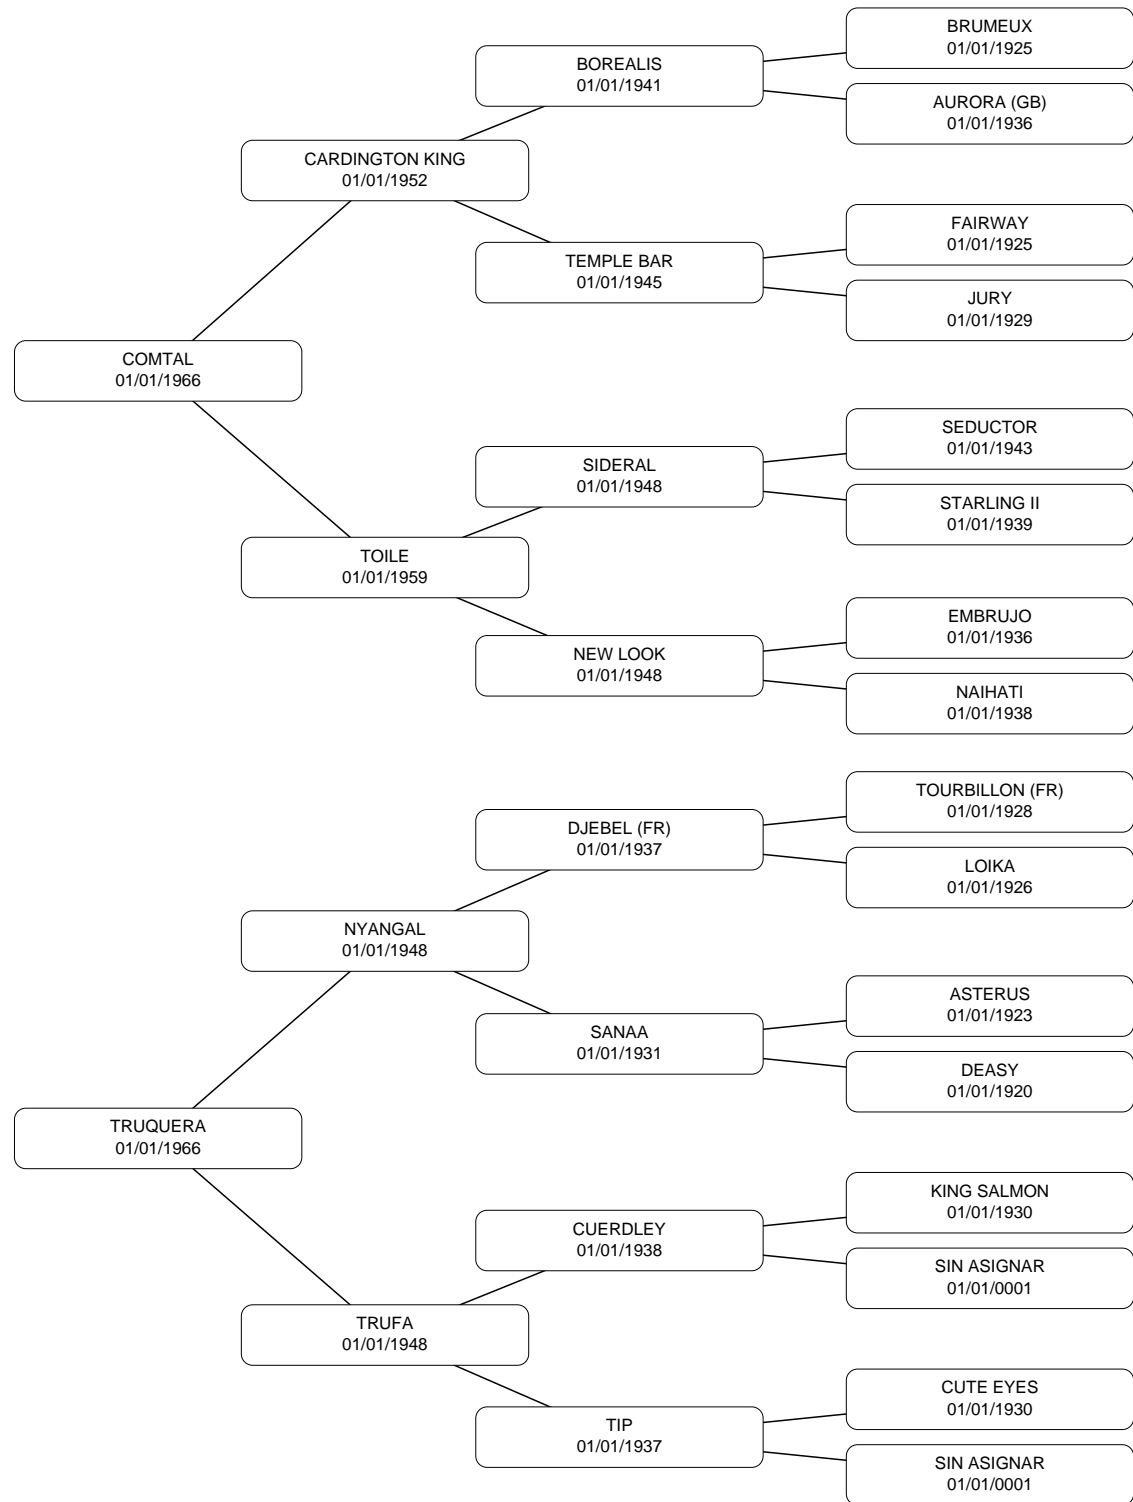 BRUMEUX
01/01/1925
BOREALIS
01/01/1941
AURORA (GB)
01/01/1936
CARDINGTON KING
01/01/1952
FAIRWAY
01/01/1925
TEMPLE BAR
01/01/1945
JURY
01/01/1929
COMTAL
01/01/1966
SEDUCTOR
01/01/1943
SIDERAL
01/01/1948
STARLING II
01/01/1939
TOILE
01/01/1959
EMBRUJO
01/01/1936
NEW LOOK
01/01/1948
NAIHATI
01/01/1938
TOURBILLON (FR)
01/01/1928
DJEBEL (FR)
01/01/1937
LOIKA
01/01/1926
NYANGAL
01/01/1948
ASTERUS
01/01/1923
SANAA
01/01/1931
DEASY
01/01/1920
TRUQUERA
01/01/1966
KING SALMON
01/01/1930
CUERDLEY
01/01/1938
SIN ASIGNAR
01/01/0001
TRUFA
01/01/1948
CUTE EYES
01/01/1930
TIP
01/01/1937
SIN ASIGNAR
01/01/0001